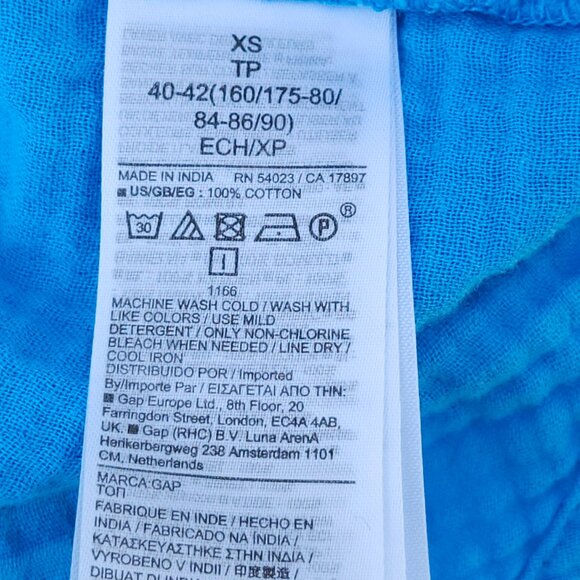 XS
TP
40-42(160/175-80/
84-86/90)
ECH/XP
MADE IN INDIA RN 54023 / CA 17897
US/GB/EG : 100% COTTON
30 P ®
1166
MACHINE WASH COLD / WASH WITH
LIKE COLORS / USE MILD
DETERGENT / ONLY NON-CHLORINE
BLEACH WHEN NEEDED / LINE DRY /
COOL IRON
DISTRIBUIDO POR / Imported
By/Importe Par / ΕΙΣΑΓΕΤΑΙ ΑΠΟ ΤΗΝ:
Gap Europe Ltd., 8th Floor, 20
Farringdon Street, London, EC4A 4AB,
UK. Gap (RHC) B.V. Luna ArenA
Herikerbergweg 238 Amsterdam 1101
CM, Netherlands
MARCA:GAP
ТОП
FABRIQUE EN INDE / HECHO EN
INDIA / FABRICADO NA ÍNDIA /
ΚΑΤΑΣΚΕΥΑΣΤΗΚΕ ΣΤΗΝ ΙΝΔΙΑ /
VYROBENO V INDII / 印度製造 /
DIBUAT DI INDIA /